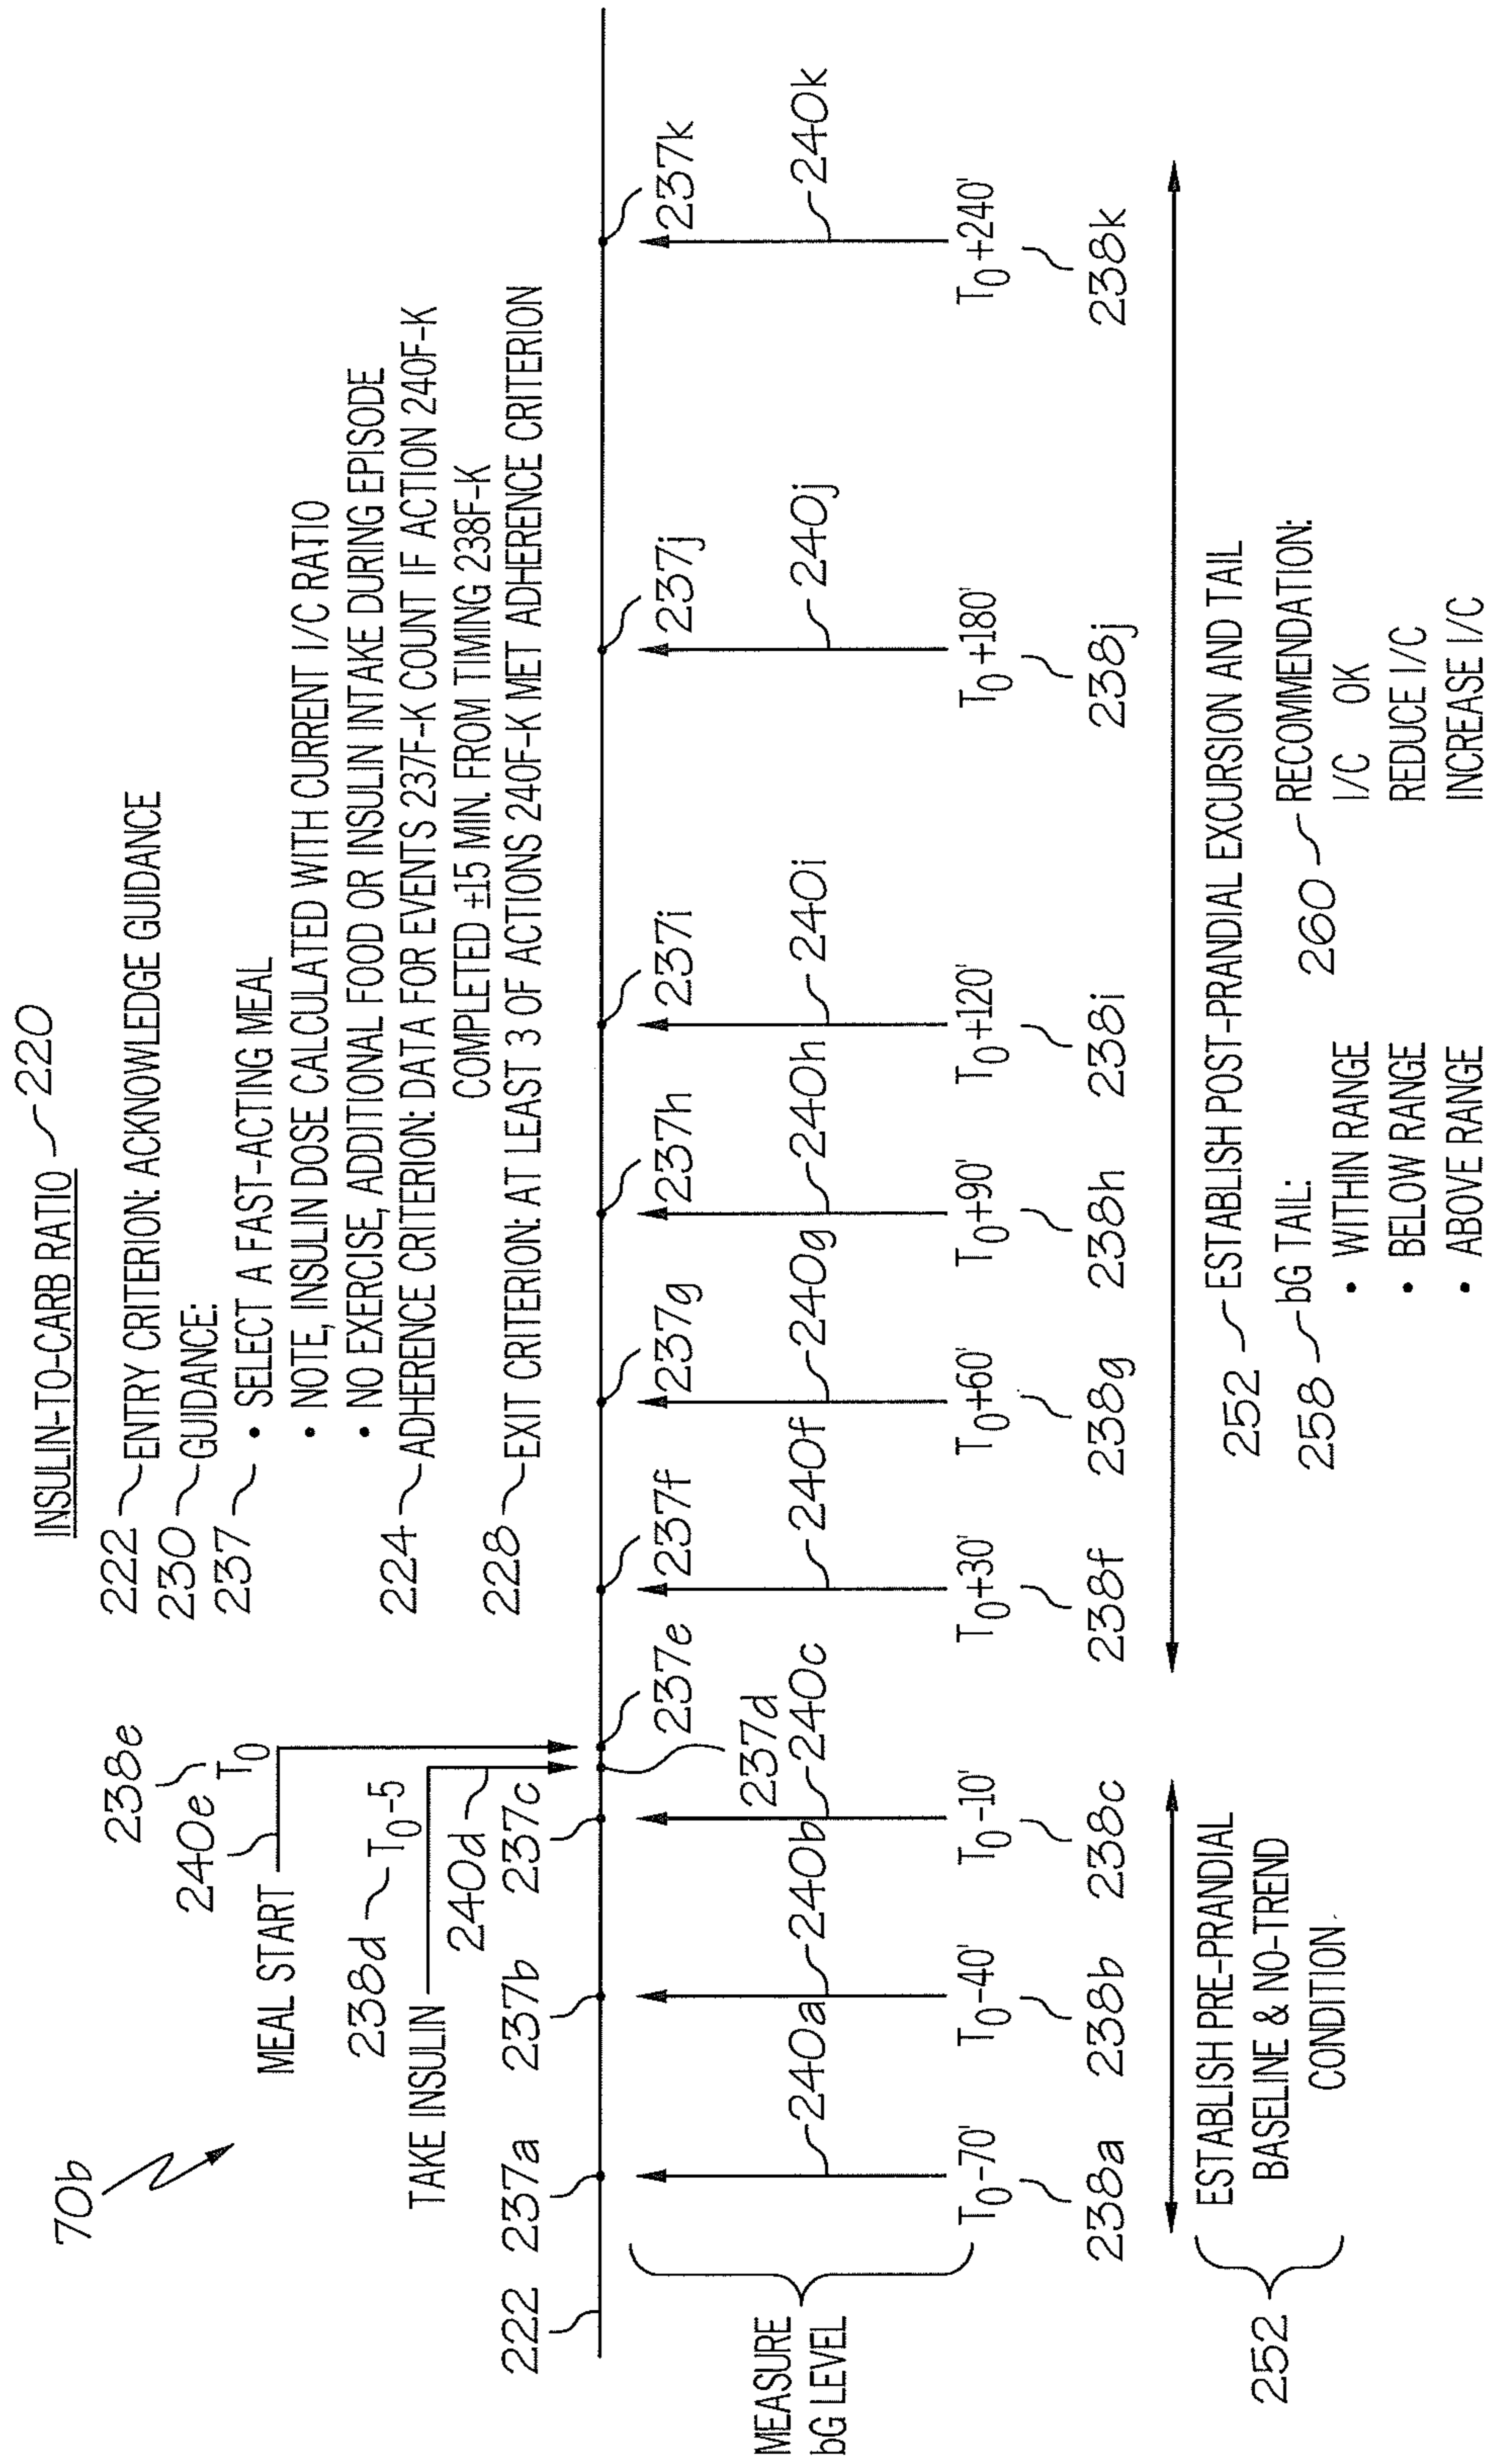 INSULIN-TO-CARB RATIO 220
70b
222 ENTRY CRITERION: ACKNOWLEDGE GUIDANCE
230 GUIDANCE:
237 • SELECT A FAST-ACTING MEAL
• NOTE, INSULIN DOSE CALCULATED WITH CURRENT I/C RATIO
• NO EXERCISE, ADDITIONAL FOOD OR INSULIN INTAKE DURING EPISODE
224 ADHERENCE CRITERION: DATA FOR EVENTS 237F-K COUNT IF ACTION 240F-K
COMPLETED ±15 MIN. FROM TIMING 238F-K
228 EXIT CRITERION: AT LEAST 3 OF ACTIONS 240F-K MET ADHERENCE CRITERION
238e
240e T0
MEAL START
238d T0-5
TAKE INSULIN
240d
222 237a 237b 237c
237e 237f 237g 237h 237i 237j 237k
237d
MEASURE
bG LEVEL
240a 240b 240c 240f 240g 240h 240i 240j 240k
T0-70' T0-40' T0-10' T0+30' T0+60' T0+90' T0+120' T0+180' T0+240'
238a 238b 238c 238f 238g 238h 238i 238j 238k
252
ESTABLISH PRE-PRANDIAL
BASELINE & NO-TREND
CONDITION
252 ESTABLISH POST-PRANDIAL EXCURSION AND TAIL
258 bG TAIL: 260 RECOMMENDATION:
• WITHIN RANGE I/C OK
• BELOW RANGE REDUCE I/C
• ABOVE RANGE INCREASE I/C